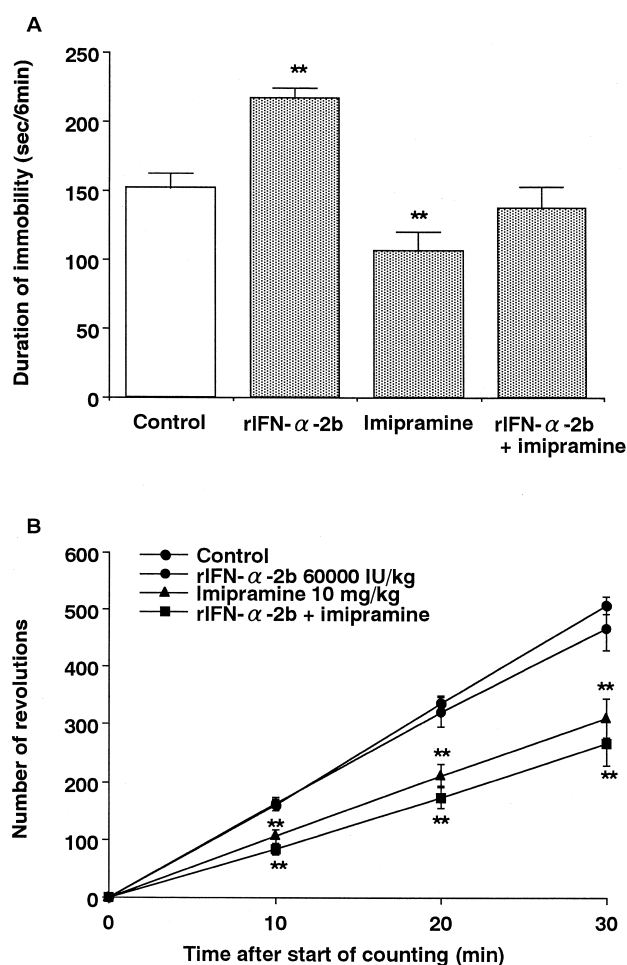 A
Duration of immobility (sec/6min)
250
200
150
100
50
0
**
**
Control
rIFN-α-2b
Imipramine
rIFN-α-2b
+ imipramine
B
Number of revolutions
600
500
400
300
200
100
0
Control
rIFN-α-2b 60000 IU/kg
Imipramine 10 mg/kg
rIFN-α-2b + imipramine
**
**
**
**
**
**
0
10
20
30
Time after start of counting (min)